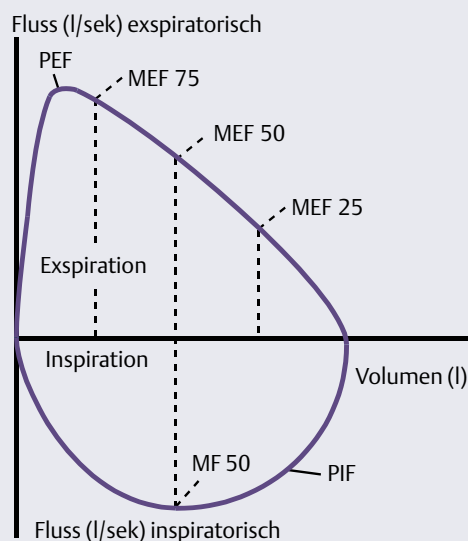 Fluss (l/sek) exspiratorisch
PEF
MEF 75
MEF 50
MEF 25
Exspiration
Inspiration
Volumen (l)
MF 50
PIF
Fluss (l/sek) inspiratorisch